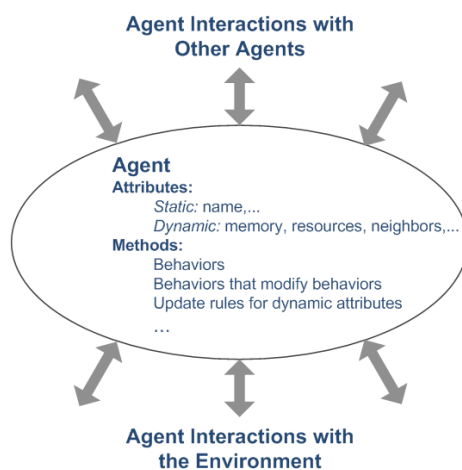 Agent Interactions with
Other Agents
Agent
Attributes:
Static: name,...
Dynamic: memory, resources, neighbors,...
Methods:
Behaviors
Behaviors that modify behaviors
Update rules for dynamic attributes
...
Agent Interactions with
the Environment